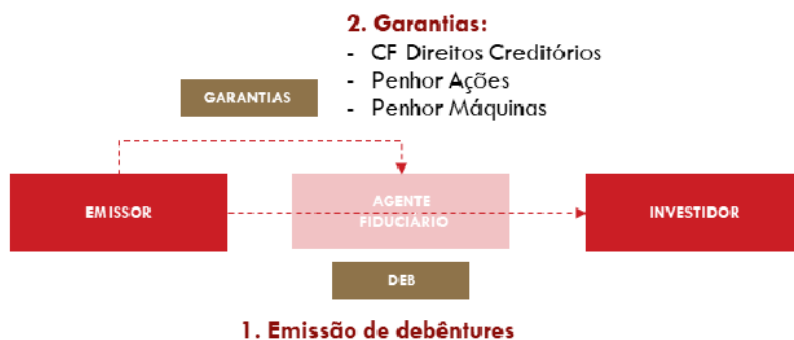 2. Garantias:
- CF Direitos Creditórios
- Penhor Ações
- Penhor Máquinas
GARANTIAS
EMISSOR
AGENTE
FIDUCIÁRIO
INVESTIDOR
DEB
1. Emissão de debêntures